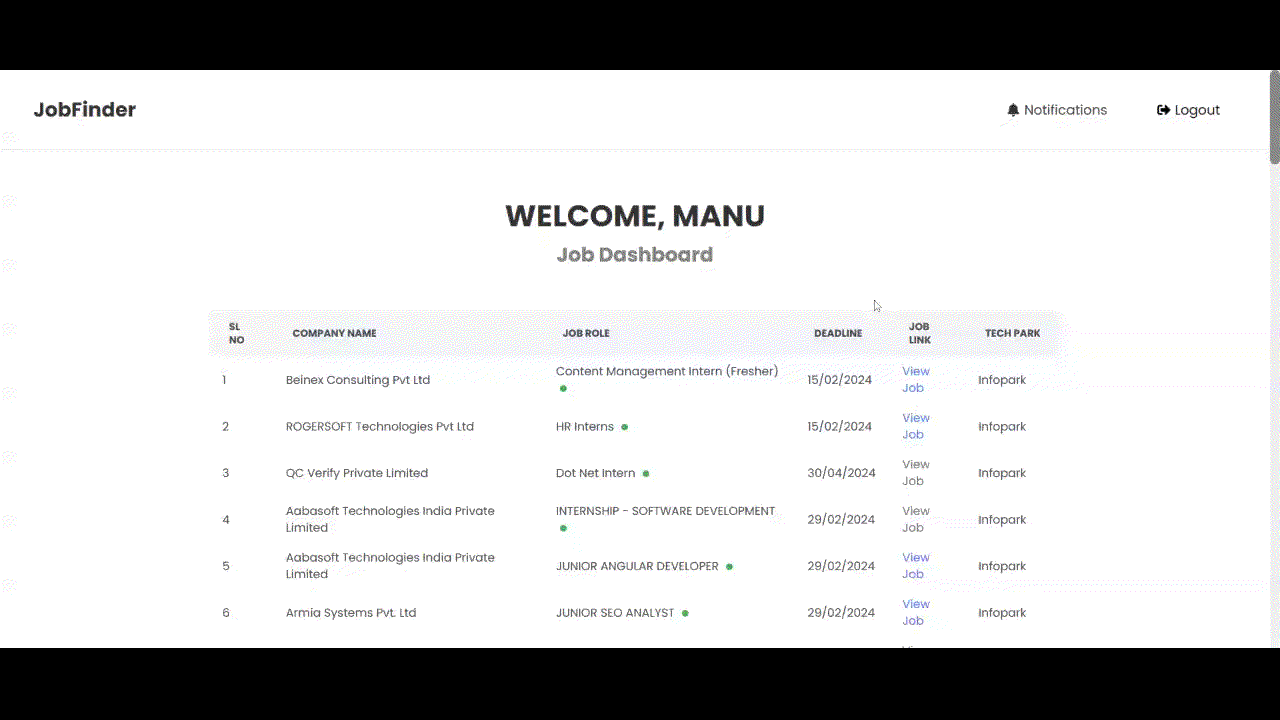 JobFinder
Notifications
Logout
WELCOME, MANU
Job Dashboard
SL NO COMPANY NAME JOB ROLE DEADLINE JOB LINK TECH PARK
1 Beinex Consulting Pvt Ltd Content Management Intern (Fresher) 15/02/2024 View Job Infopark
2 ROGERSOFT Technologies Pvt Ltd HR Interns 15/02/2024 View Job Infopark
3 QC Verify Private Limited Dot Net Intern 30/04/2024 View Job Infopark
4 Aabasoft Technologies India Private Limited INTERNSHIP - SOFTWARE DEVELOPMENT 29/02/2024 View Job Infopark
5 Aabasoft Technologies India Private Limited JUNIOR ANGULAR DEVELOPER 29/02/2024 View Job Infopark
6 Armia Systems Pvt. Ltd JUNIOR SEO ANALYST 29/02/2024 View Job Infopark